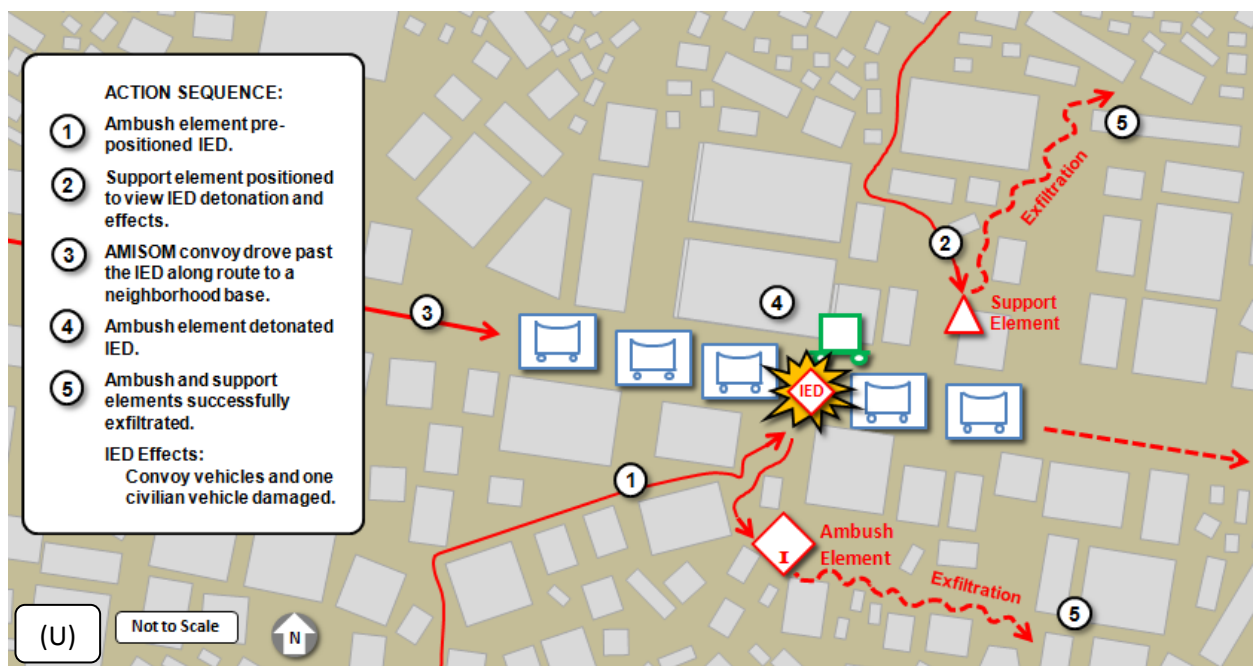 ACTION SEQUENCE:
1
Ambush element pre-
positioned IED.
2
Support element positioned
to view IED detonation and
effects.
3
AMISOM convoy drove past
the IED along route to a
neighborhood base.
4
Ambush element detonated
IED.
5
Ambush and support
elements successfully
exfiltrated.
IED Effects:
Convoy vehicles and one
civilian vehicle damaged.
5
Exfiltration
2
Support
Element
4
3
IED
1
Ambush
Element
I
Exfiltration
5
(U)
Not to Scale
N